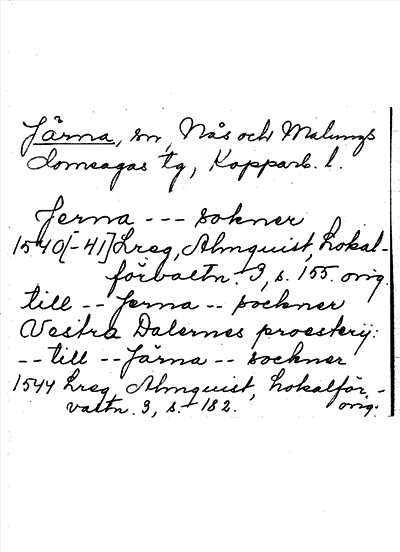 Järna, sn, Nås och Malungs
domsagas tg, Kopparb. l.
Jerna --- sokner
1540[-41] Lreg, Almquist, Lokal-
förvaltn. 3, s. 155. orig.
till -- Jerna -- sockner
Vestra Dalernes proesterij:
-- till -- Järna -- sockner
1544 Lreg Almquist, Lokalför-
valtn. 3, s. 182. orig.